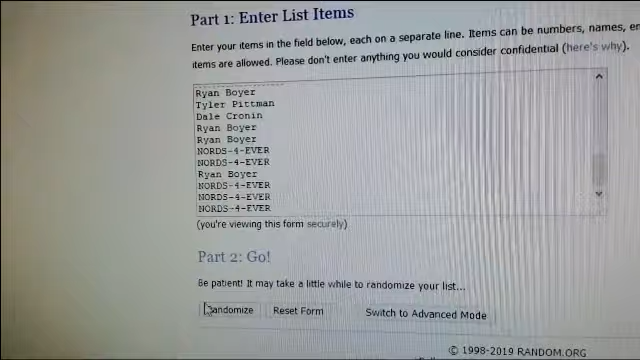 Part 1: Enter List Items
Enter your items in the field below, each on a separate line. Items can be numbers, names, em
items are allowed. Please don't enter anything you would consider confidential (here's why).
Ryan Boyer
Tyler Pittman
Dale Cronin
Ryan Boyer
Ryan Boyer
NORDS-4-EVER
NORDS-4-EVER
Ryan Boyer
NORDS-4-EVER
NORDS-4-EVER
NORDS-4-EVER
(you're viewing this form securely)
Part 2: Go!
Be patient! It may take a little while to randomize your list...
Randomize Reset Form Switch to Advanced Mode
© 1998-2019 RANDOM.ORG